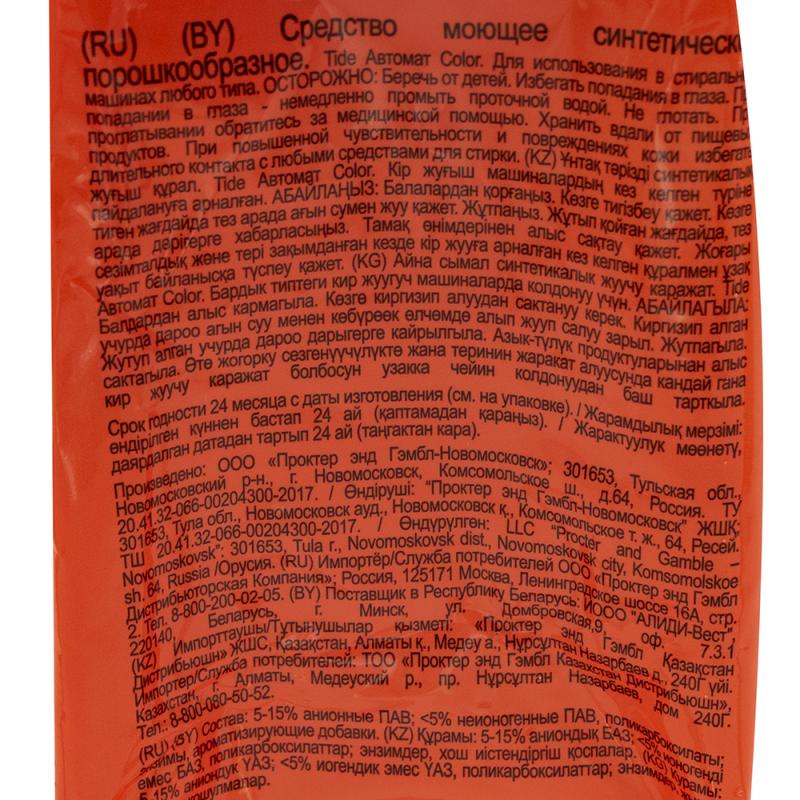 (RU) (BY) Средство моющее синтетическ
порошкообразное. Tide Автомат Color. Для использования в стираль
машинах любого типа. ОСТОРОЖНО: Беречь от детей. Избегать попадания в глаза. П
попадании в глаза - немедленно промыть проточной водой. Не глотать. Пр
проглатывании обратитесь за медицинской помощью. Хранить вдали от пищевы
продуктов. При повышенной чувствительности и повреждениях кожи избегат
длительного контакта с любыми средствами для стирки. (KZ) Ұнтақ тәрізді синтетикалық
жуғыш құрал. Tide Автомат Color. Кір жуғыш машиналардың кез келген түріне
пайдалануға арналған. АБАЙЛАҢЫЗ: Балалардан қорғаңыз. Көзге тигізбеу қажет. Көзге
тиген жағдайда тез арада ағын сумен жуу қажет. Жұтпаңыз. Жұтып қойған жағдайда, тез
арада дәрігерге хабарласыңыз. Тамақ өнімдерінен алыс сақтау қажет. Жоғары
сезімталдық және тері зақымданған кезде кір жууға арналған кез келген құралмен ұзақ
уақыт байланысқа түспеу қажет. (KG) Айна сымал синтетикалык жуучу каражат. Tide
Автомат Color. Бардык типтеги кир жуугуч машиналарда колдонуу үчүн. АБАЙЛАГЫЛА:
Балдардан алыс кармагыла. Көзге киргизип алуудан сактануу керек. Киргизип алган
учурда дароо агын суу менен көбүрөөк өлчөмдө алып жууп салуу зарыл. Жутпагыла.
Жутуп алган учурда дароо дарыгерге кайрылгыла. Азык-түлүк продуктуларынан алыс
сактагыла. Өтө жогорку сезгенүүчүлүктө жана теринин жаракат алуусунда кандай гана
кир жуучу каражат болбосун узакка чейин колдонуудан баш тарткыла.
Срок годности 24 месяца с даты изготовления (см. на упаковке). / Жарамдылық мерзімі:
өндірілген күннен бастап 24 ай (қаптамадан қараңыз). / Жарактуулук мөөнөтү,
даярдалган датадан тартып 24 ай (таңгактан кара).
Произведено: ООО «Проктер энд Гэмбл-Новомосковск»; 301653, Тульская обл.,
Новомосковский р-н., г. Новомосковск, Комсомольское ш., д.64, Россия. ТУ
20.41.32-066-00204300-2017. / Өндіруші: "Проктер энд Гэмбл-Новомосковск" ЖШҚ;
301653, Тула обл., Новомосковск ауд., Новомосковск қ., Комсомольское т. ж., 64, Ресей.
ТШ 20.41.32-066-00204300-2017. / Өндүрүлген: LLC "Procter and Gamble –
Novomoskovsk": 301653, Tula r., Novomoskovsk dist., Novomoskovsk city, Komsomolskoe
sh, 64, Russia /Орусия. (RU) Импортёр/Служба потребителей ООО «Проктер энд Гэмбл
Дистрибьюторская Компания»; Россия, 125171 Москва, Ленинградское шоссе 16А, стр.
2. Тел. 8-800-200-02-05. (BY) Поставщик в Республику Беларусь: ИООО "АЛИДИ-Вест",
220140, Беларусь, г. Минск, ул. Домбровская,9 оф. 7.3.1
(KZ) Импорттаушы/Тұтынушылар қызметі: «Проктер энд Гэмбл Казахстан
Дистрибьюшн» ЖШС, Қазақстан, Алматы қ., Медеу а., Нұрсұлтан Назарбаев д., 240Г үйі.
Импортер/Служба потребителей: ТОО «Проктер энд Гэмбл Казахстан Дистрибьюшн»,
Казахстан, г. Алматы, Медеуский р., пр. Нұрсұлтан Назарбаев, дом 240Г.
Тел.: 8-800-080-50-52.
(RU) (BY) Состав: 5-15% анионные ПАВ; <5% неионогенные ПАВ, поликарбоксилаты;
энзимы, ароматизирующие добавки. (KZ) Құрамы: 5-15% аниондық БАЗ; <5% ионогенді
емес БАЗ, поликарбоксилаттар; энзимдер, хош иістендіргіш қоспалар. (KG) Курамы:
5-15% аниондук ҮАЗ; <5% иогендик эмес ҮАЗ, поликарбоксилаттар; энзимдер,